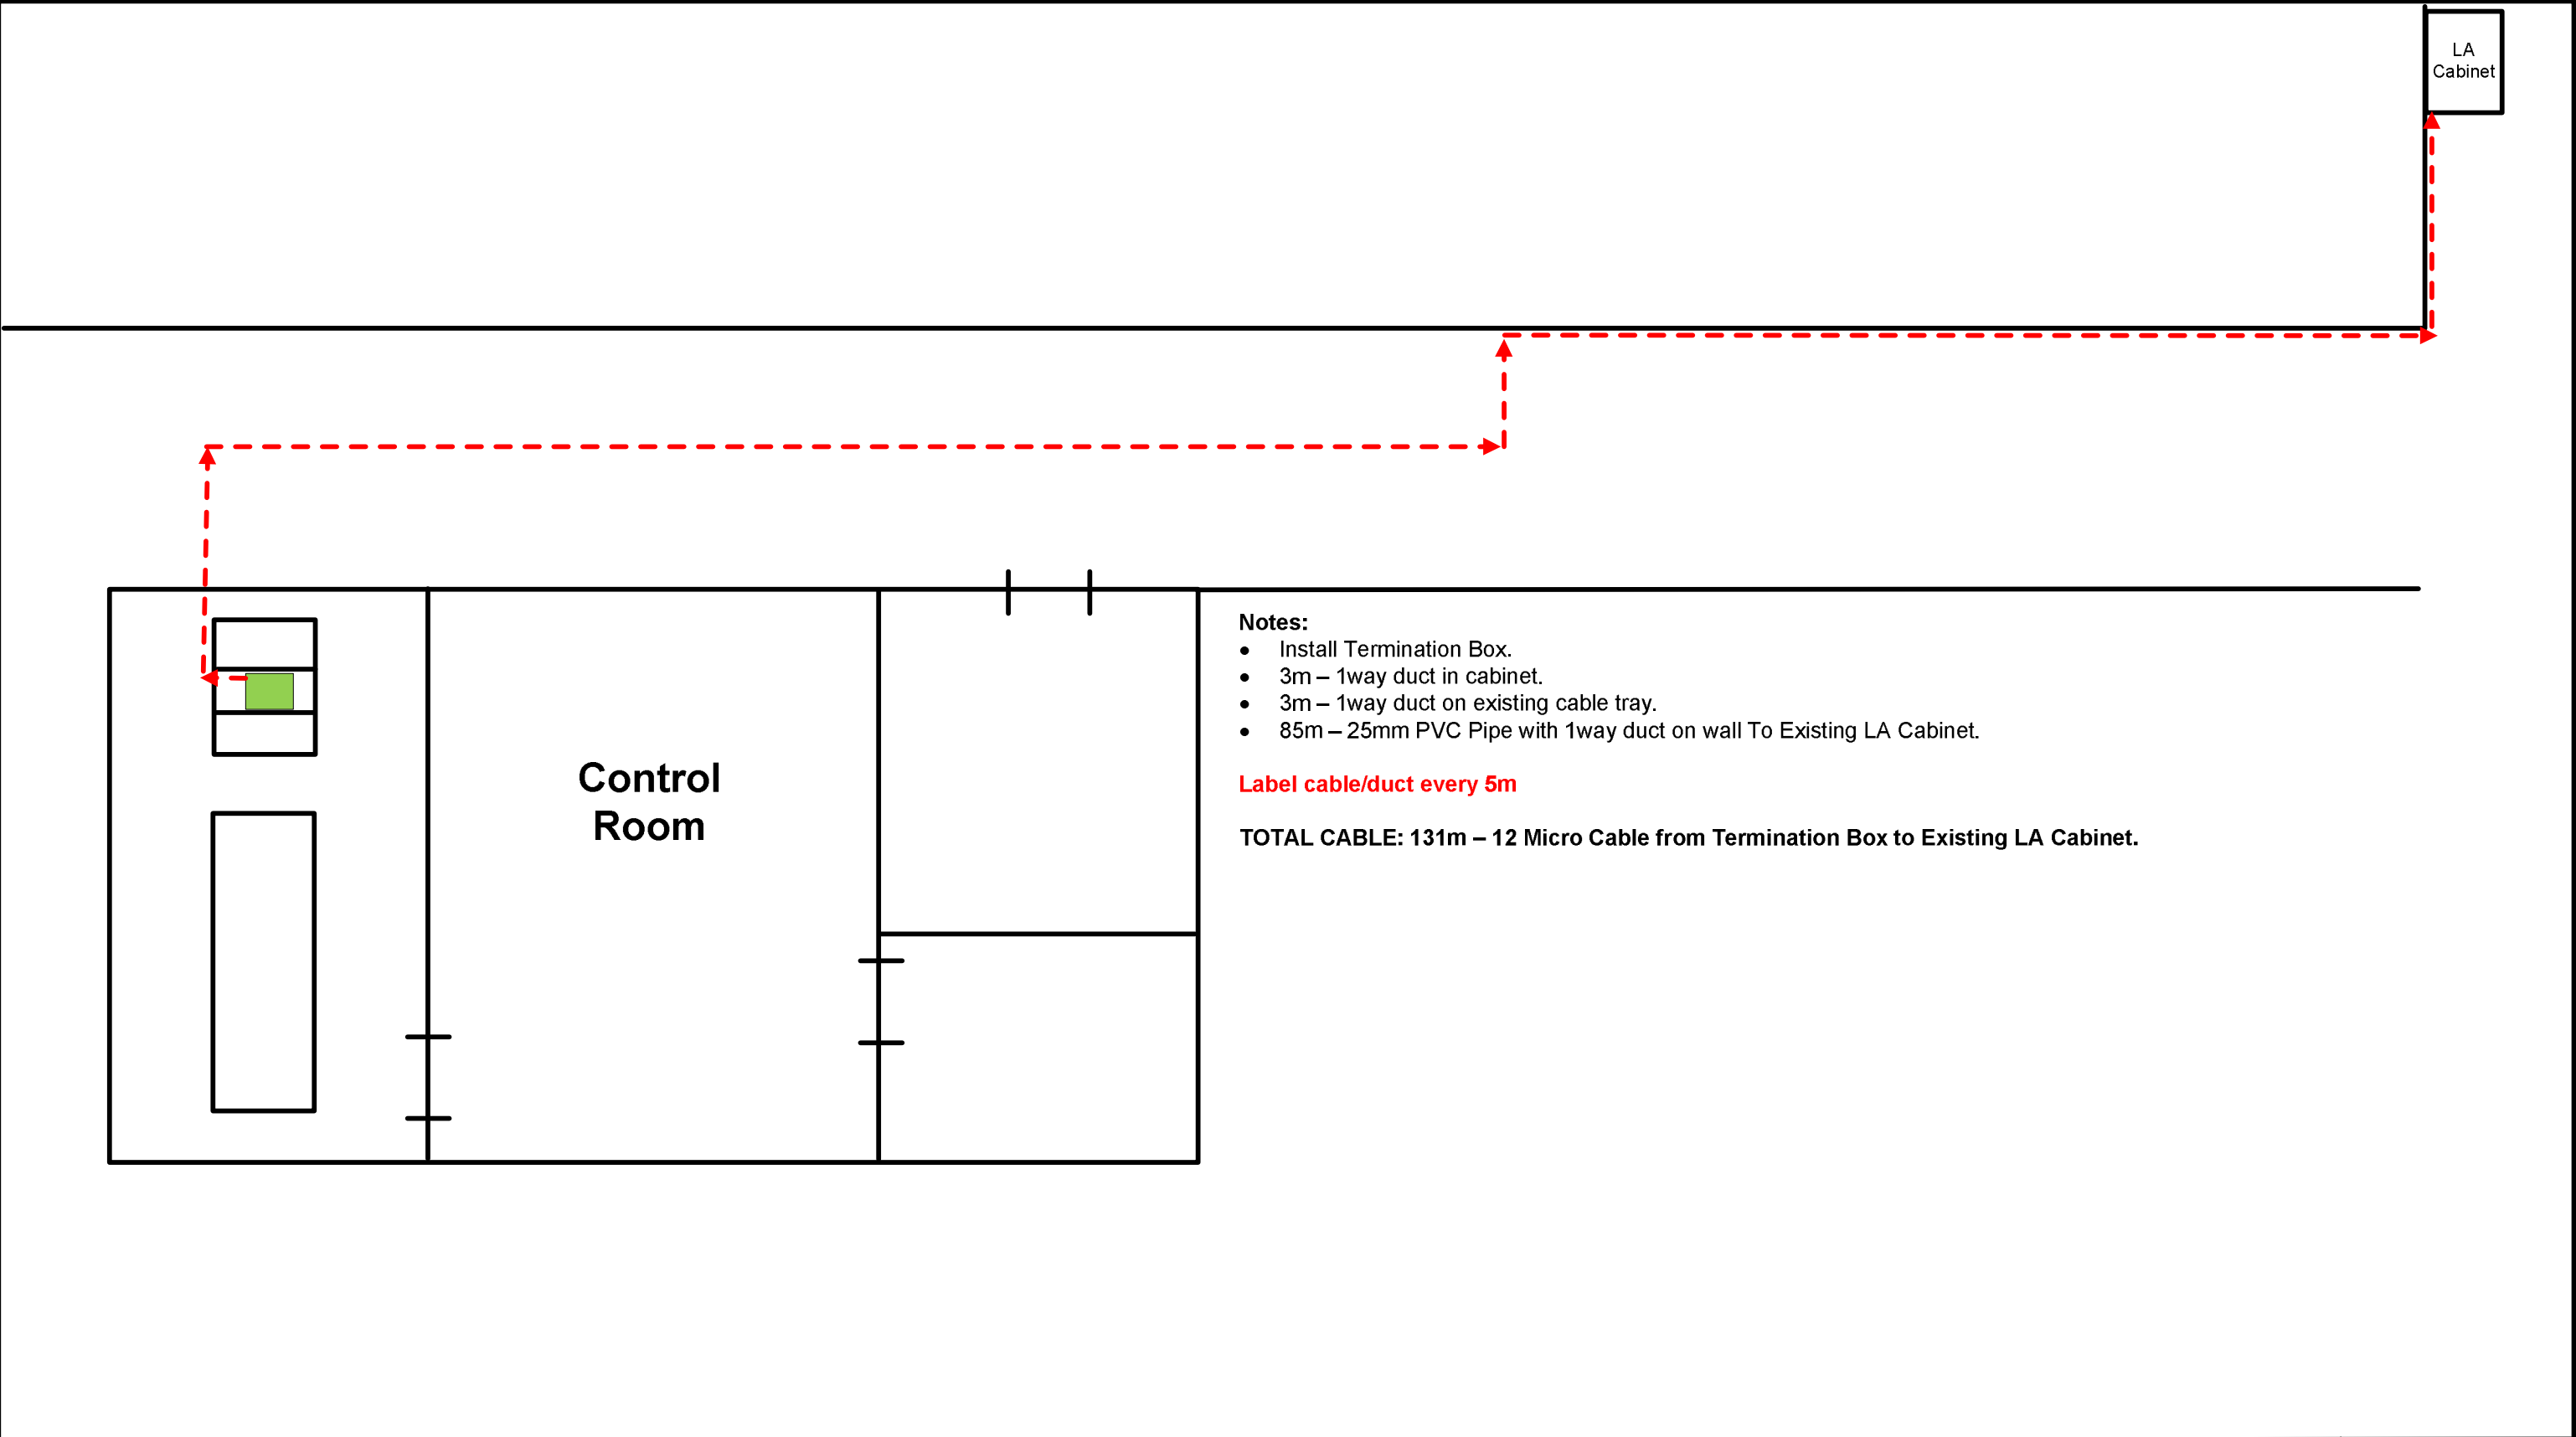 LA
Cabinet
Notes:
● Install Termination Box.
● 3m – 1way duct in cabinet.
● 3m – 1way duct on existing cable tray.
● 85m – 25mm PVC Pipe with 1way duct on wall To Existing LA Cabinet.
Control
Room
Label cable/duct every 5m
TOTAL CABLE: 131m – 12 Micro Cable from Termination Box to Existing LA Cabinet.